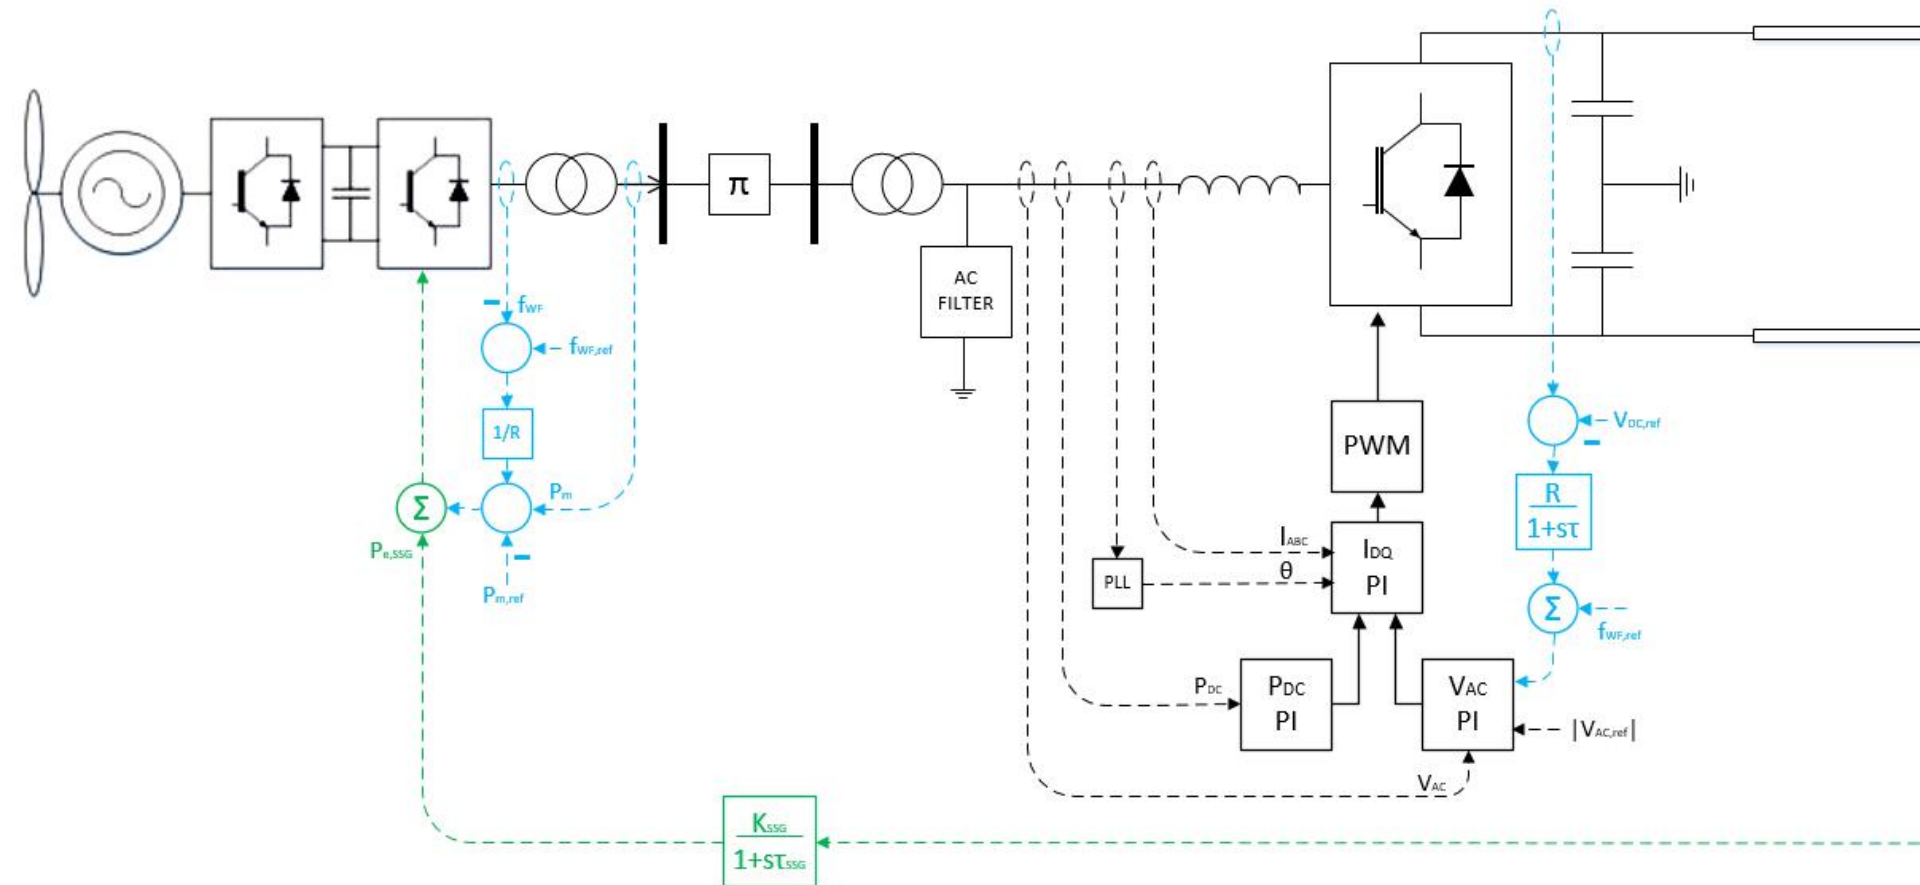 π
AC
FILTER
- f_WF
f_WF,ref
V_DC,ref
-
1/R
PWM
R
1+sτ
P_m
Σ
I_ABC
I_DQ
PI
P_e,SSG
-
θ
PLL
P_m,ref
Σ
f_WF,ref
P_DC
P_DC
PI
V_AC
PI
|V_AC,ref|
V_AC
K_SSG
1+sτ_SSG